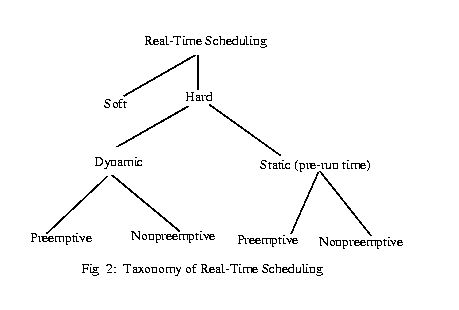 Real-Time Scheduling
Soft
Hard
Dynamic
Static (pre-run time)
Preemptive
Nonpreemptive
Preemptive
Nonpreemptive
Fig 2: Taxonomy of Real-Time Scheduling